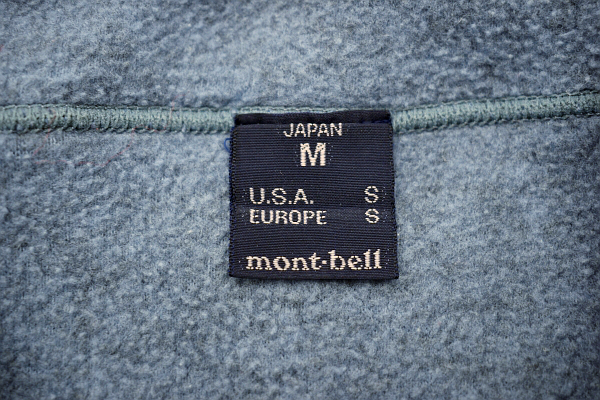 JAPAN
M
U.S.A. S
EUROPE S
mont-bell